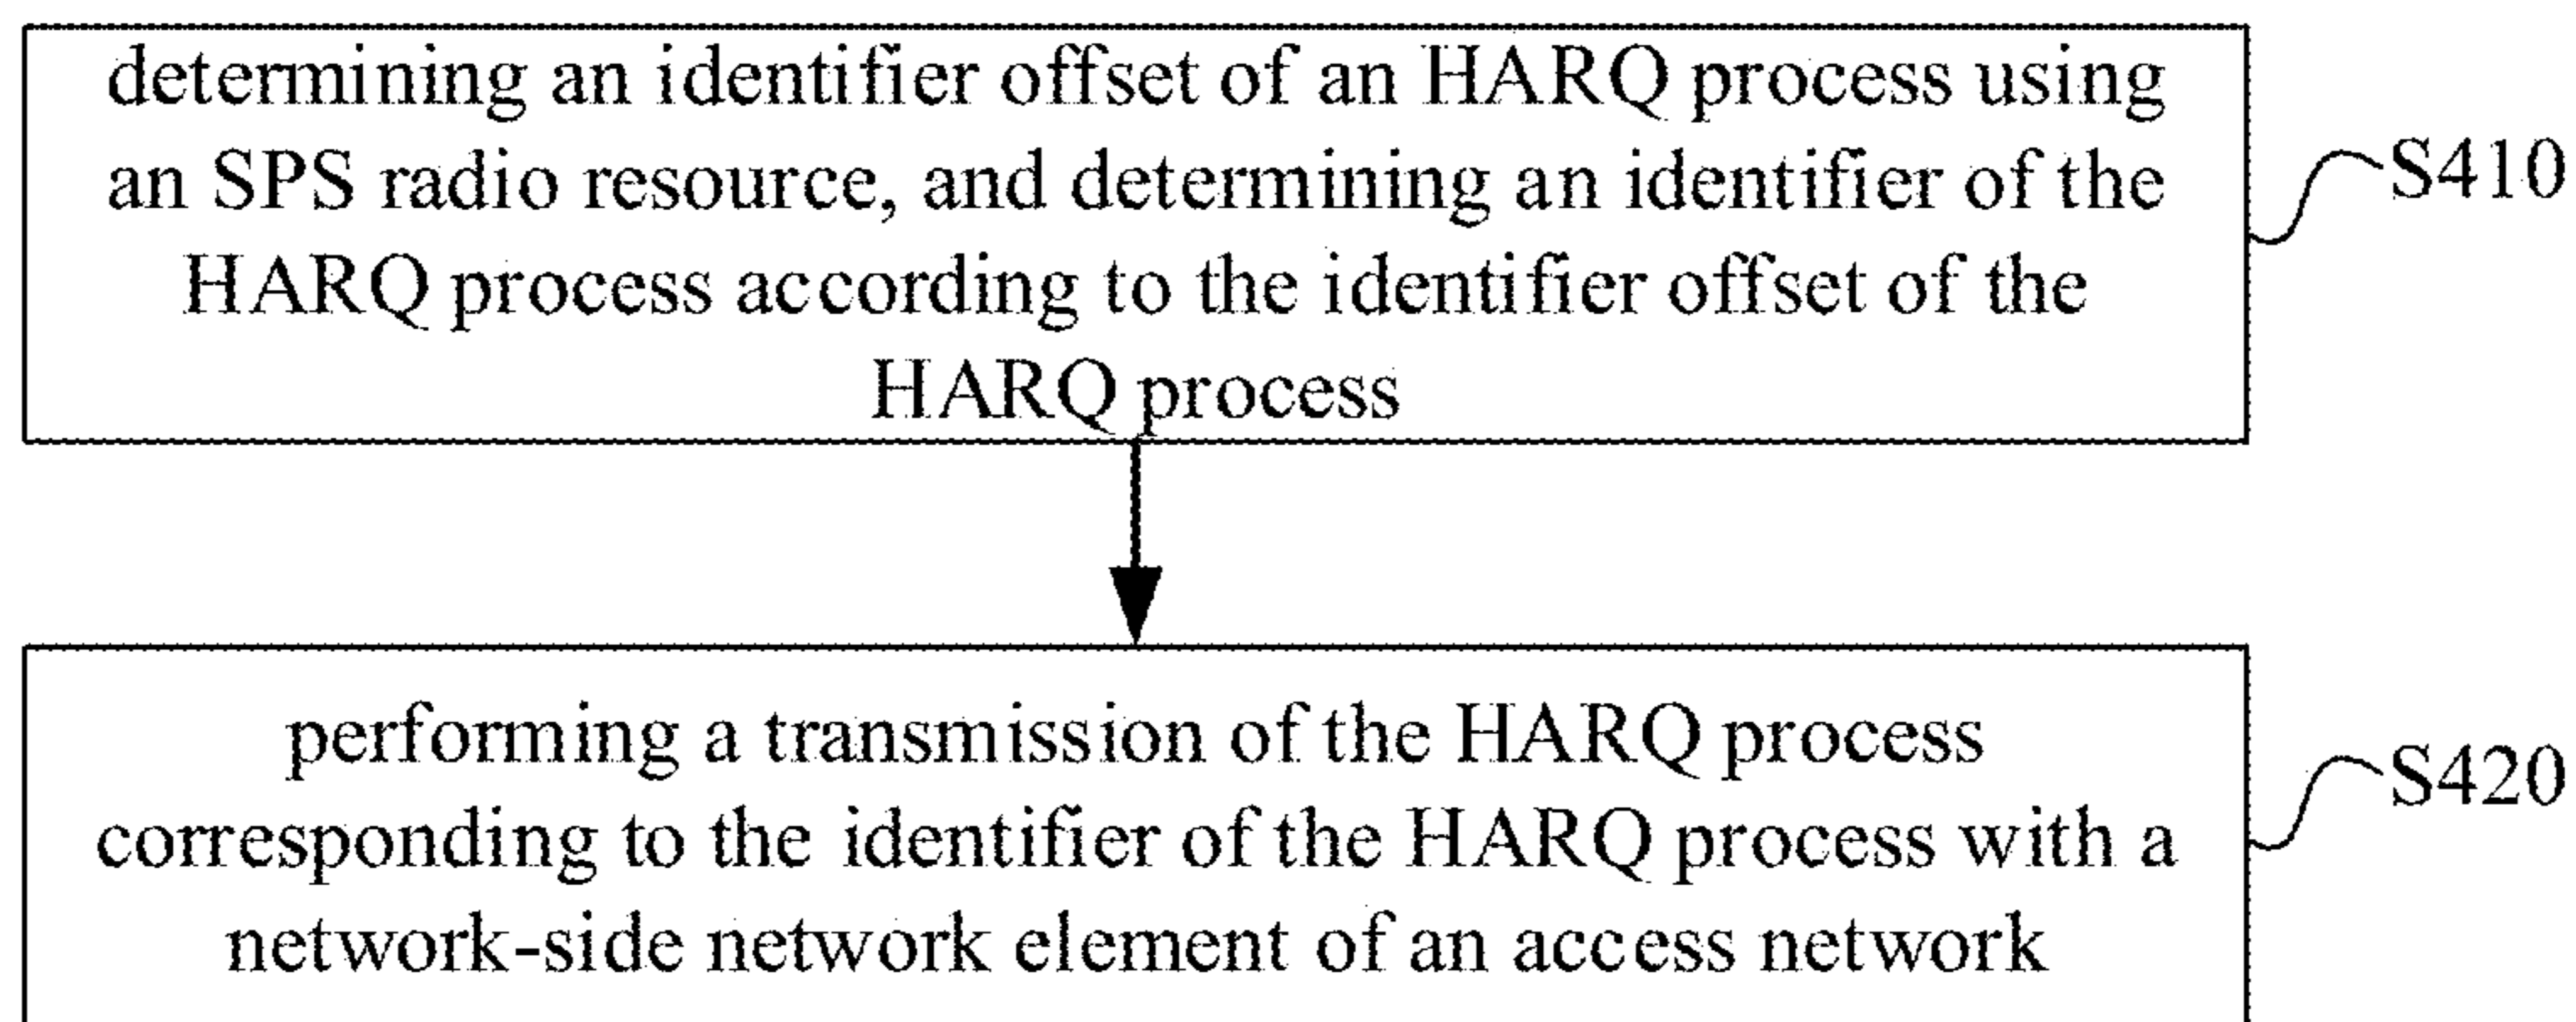 determining an identifier offset of an HARQ process using
an SPS radio resource, and determining an identifier of the
HARQ process according to the identifier offset of the
HARQ process
S410
performing a transmission of the HARQ process
corresponding to the identifier of the HARQ process with a
network-side network element of an access network
S420